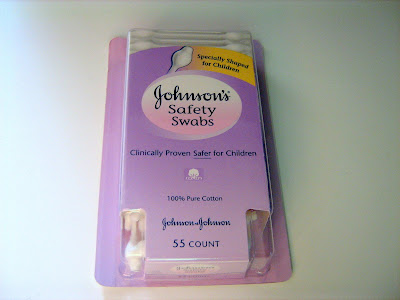 Specially Shaped
for Children
Johnson's
Safety
Swabs
Clinically Proven Safer for Children
100% Pure Cotton
Johnson & Johnson
55 COUNT